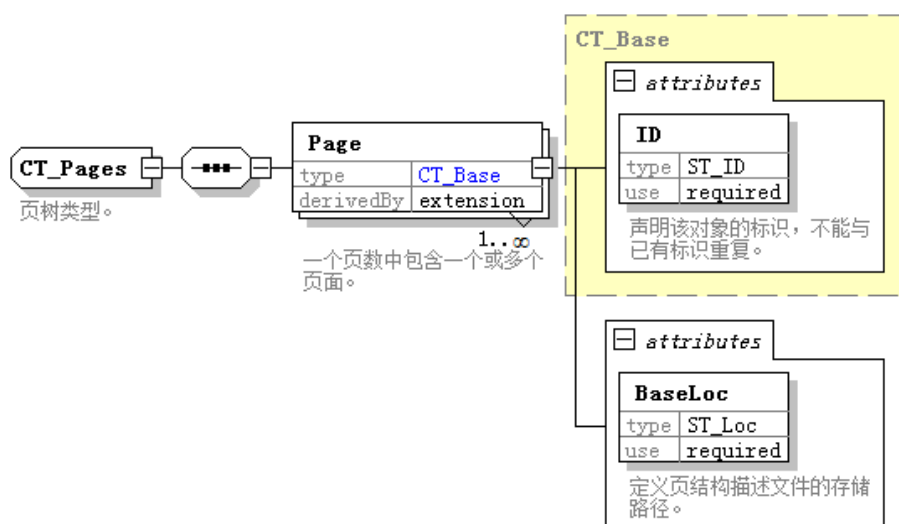 CT_Base
attributes
ID
type ST_ID
use required
声明该对象的标识，不能与
已有标识重复。
CT_Pages
页树类型。
Page
type CT_Base
derivedBy extension
1..∞
一个页数中包含一个或多个
页面。
attributes
BaseLoc
type ST_Loc
use required
定义页结构描述文件的存储
路径。